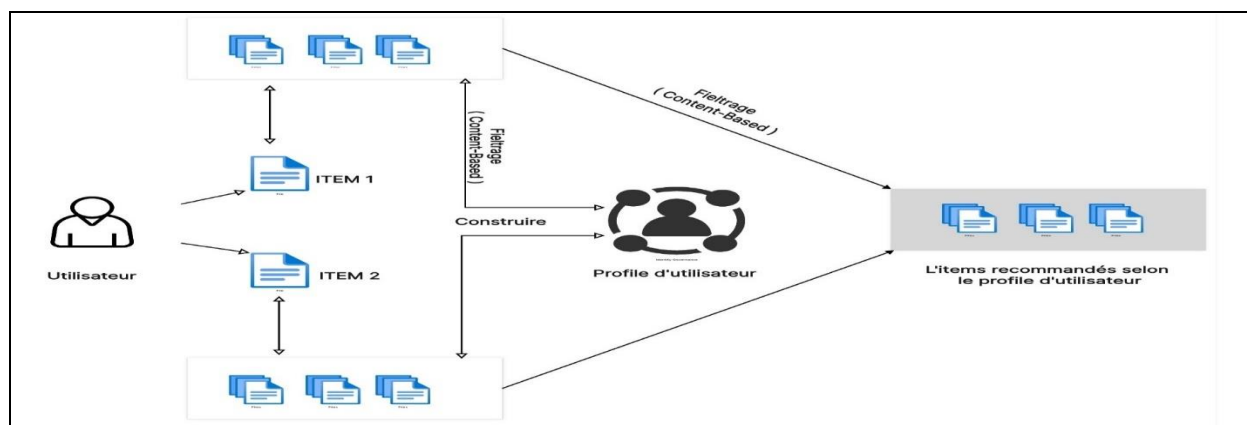 Fieltrage
( Content-Based )
Fieltrage
( Content-Based )
ITEM 1
Construire
Utilisateur
ITEM 2
Profile d'utilisateur
L'items recommandés selon
le profile d'utilisateur